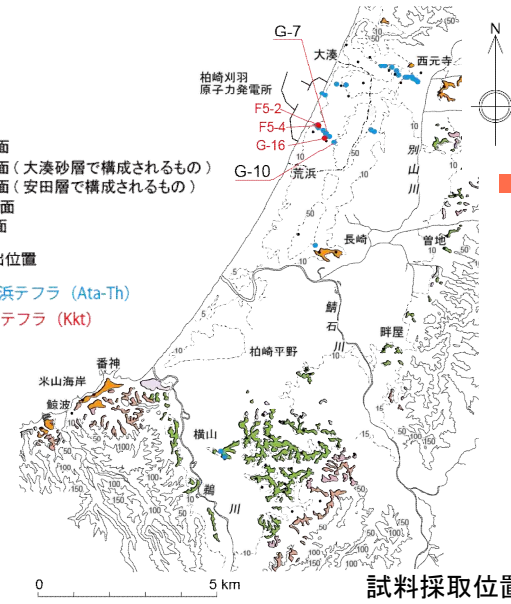 G-7
大湊
西元寺
柏崎刈羽
原子力発電所
F5-2
F5-4
G-16
G-10
荒浜
別山川
N
面
面 ( 大湊砂層で構成されるもの )
面 ( 安田層で構成されるもの )
面
面
位置
浜テフラ (Ata-Th)
テフラ (Kkt)
長崎
曽地
鯖石川
畔屋
柏崎平野
番神
米山海岸
鯨波
横山
鵜川
0
5 km
試料採取位置